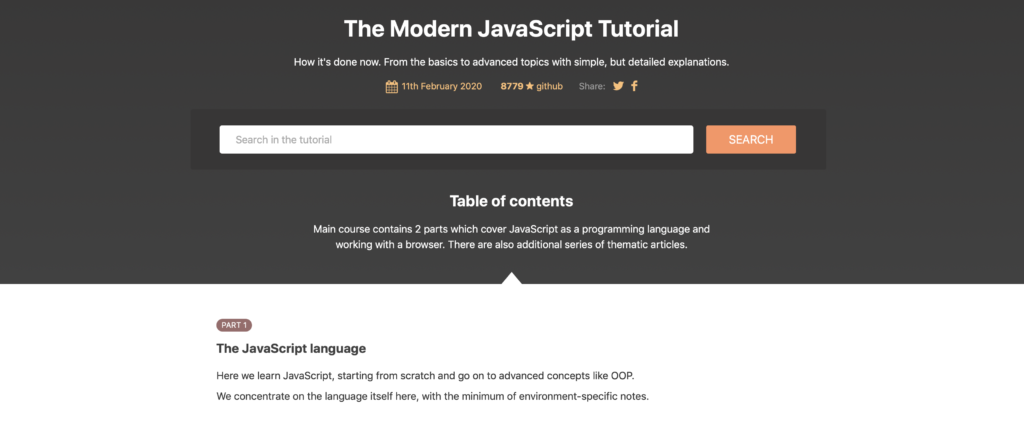 The Modern JavaScript Tutorial
How it's done now. From the basics to advanced topics with simple, but detailed explanations.
11th February 2020 8779 github Share:
Search in the tutorial SEARCH
Table of contents
Main course contains 2 parts which cover JavaScript as a programming language and
working with a browser. There are also additional series of thematic articles.
PART 1
The JavaScript language
Here we learn JavaScript, starting from scratch and go on to advanced concepts like OOP.
We concentrate on the language itself here, with the minimum of environment-specific notes.